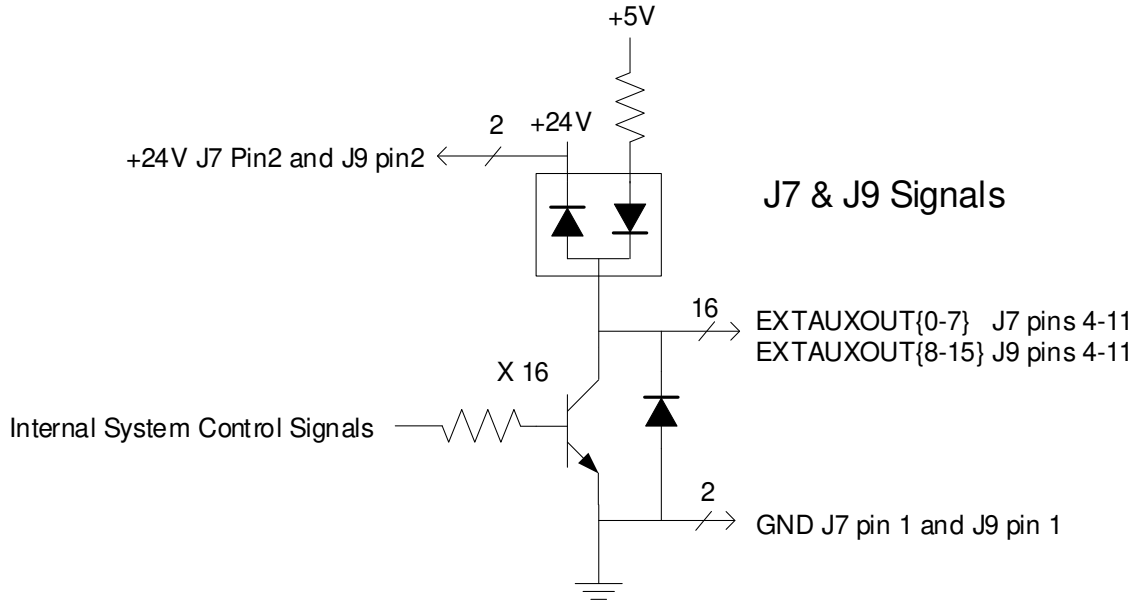 +5V
2
+24V
+24V J7 Pin2 and J9 pin2
J7 & J9 Signals
16
EXTAUXOUT{0-7} J7 pins 4-11
EXTAUXOUT{8-15} J9 pins 4-11
X 16
Internal System Control Signals
2
GND J7 pin 1 and J9 pin 1